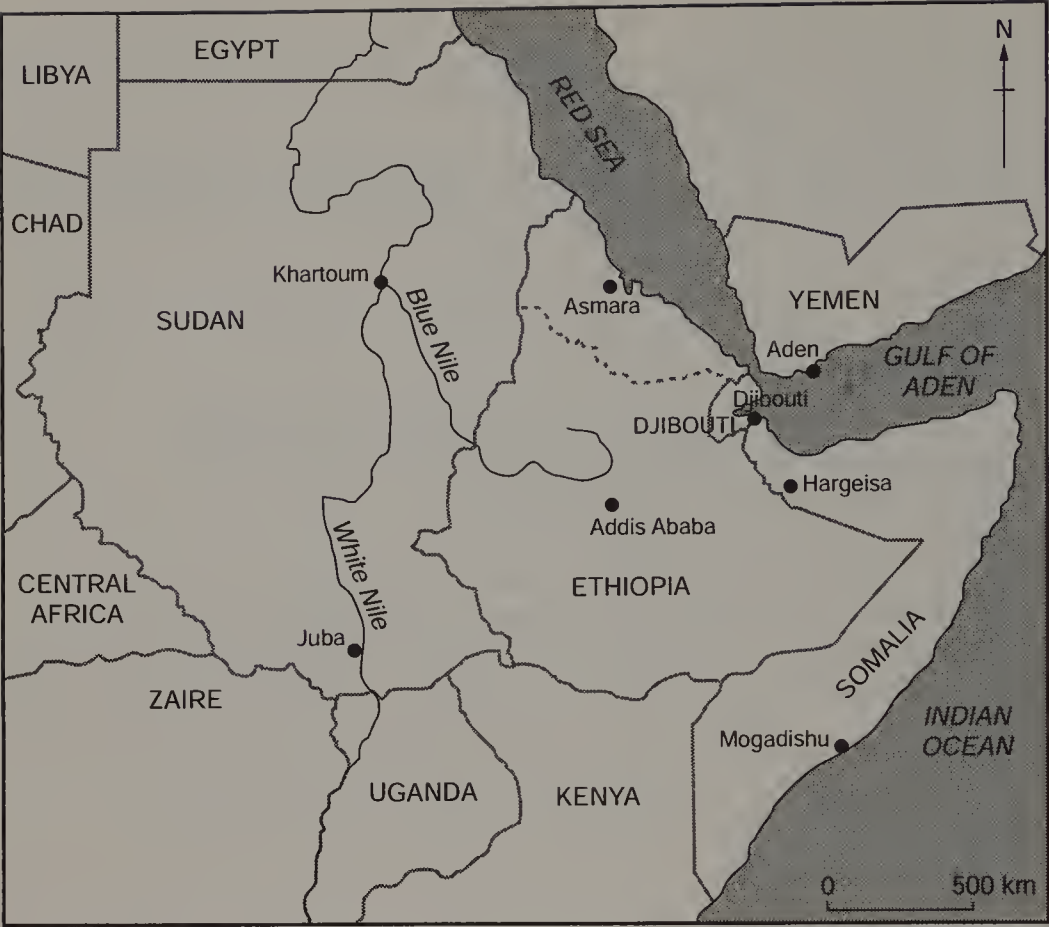 EGYPT
N
LIBYA
RED SEA
CHAD
Khartoum
Blue Nile
Asmara
YEMEN
SUDAN
Aden
GULF OF
ADEN
Djibouti
DJIBOUTI
Hargeisa
Addis Ababa
White Nile
CENTRAL
AFRICA
ETHIOPIA
Juba
SOMALIA
ZAIRE
INDIAN
OCEAN
Mogadishu
UGANDA
KENYA
0 500 km